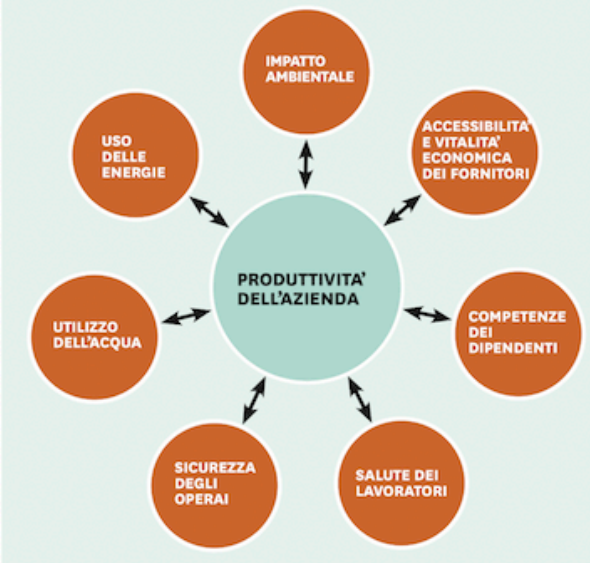 IMPATTO
AMBIENTALE
ACCESSIBILITA'
E VITALITA'
ECONOMICA
DEI FORNITORI
COMPETENZE
DEI
DIPENDENTI
SALUTE DEI
LAVORATORI
SICUREZZA
DEGLI
OPERAI
UTILIZZO
DELL'ACQUA
USO
DELLE
ENERGIE
PRODUTTIVITA'
DELL'AZIENDA